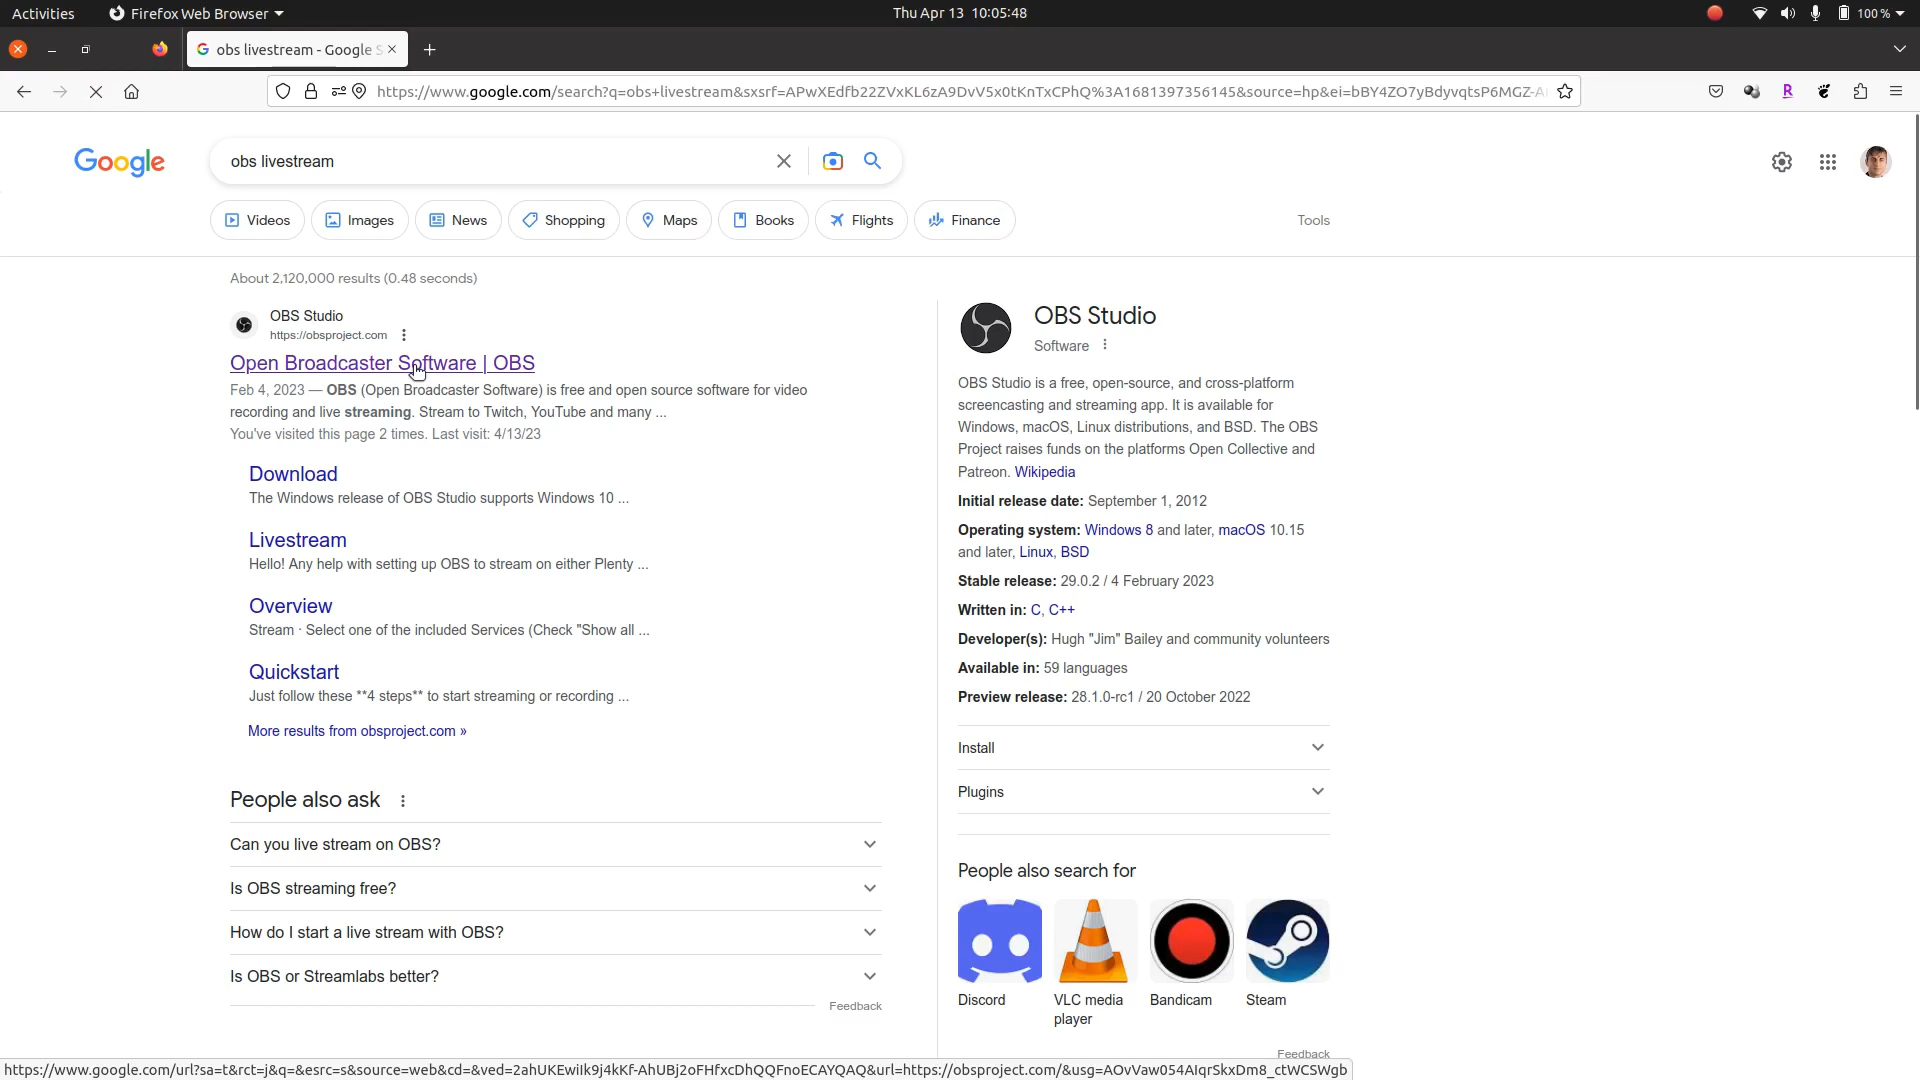 Activities
Firefox Web Browser
Thu Apr 13 10:05:48
100 %
obs livestream - Google S
https://www.google.com/search?q=obs+livestream&sxsrf=APwXEdfb22ZVxKL6zA9DvV5x0tKnTxCPhQ%3A1681397356145&source=hp&ei=bBY4ZO7yBdyvqtsP6MGZ-A
Google
obs livestream
Videos
Images
News
Shopping
Maps
Books
Flights
Finance
Tools
About 2,120,000 results (0.48 seconds)
OBS Studio
https://obsproject.com
Open Broadcaster Software | OBS
Feb 4, 2023 — OBS (Open Broadcaster Software) is free and open source software for video
recording and live streaming. Stream to Twitch, YouTube and many ...
You've visited this page 2 times. Last visit: 4/13/23
Download
The Windows release of OBS Studio supports Windows 10 ...
Livestream
Hello! Any help with setting up OBS to stream on either Plenty ...
Overview
Stream · Select one of the included Services (Check "Show all ...
Quickstart
Just follow these **4 steps** to start streaming or recording ...
More results from obsproject.com »
People also ask
Can you live stream on OBS?
Is OBS streaming free?
How do I start a live stream with OBS?
Is OBS or Streamlabs better?
Feedback
OBS Studio
Software
OBS Studio is a free, open-source, and cross-platform
screencasting and streaming app. It is available for
Windows, macOS, Linux distributions, and BSD. The OBS
Project raises funds on the platforms Open Collective and
Patreon. Wikipedia
Initial release date: September 1, 2012
Operating system: Windows 8 and later, macOS 10.15
and later, Linux, BSD
Stable release: 29.0.2 / 4 February 2023
Written in: C, C++
Developer(s): Hugh "Jim" Bailey and community volunteers
Available in: 59 languages
Preview release: 28.1.0-rc1 / 20 October 2022
Install
Plugins
People also search for
Discord
VLC media
player
Bandicam
Steam
Feedback
https://www.google.com/url?sa=t&rct=j&q=&esrc=s&source=web&cd=&ved=2ahUKEwiIk9j4kKf-AhUBj2oFHfxcDhQQFnoECAYQAQ&url=https://obsproject.com/&usg=AOvVaw054AIqrSkxDm8_ctWCSWgb